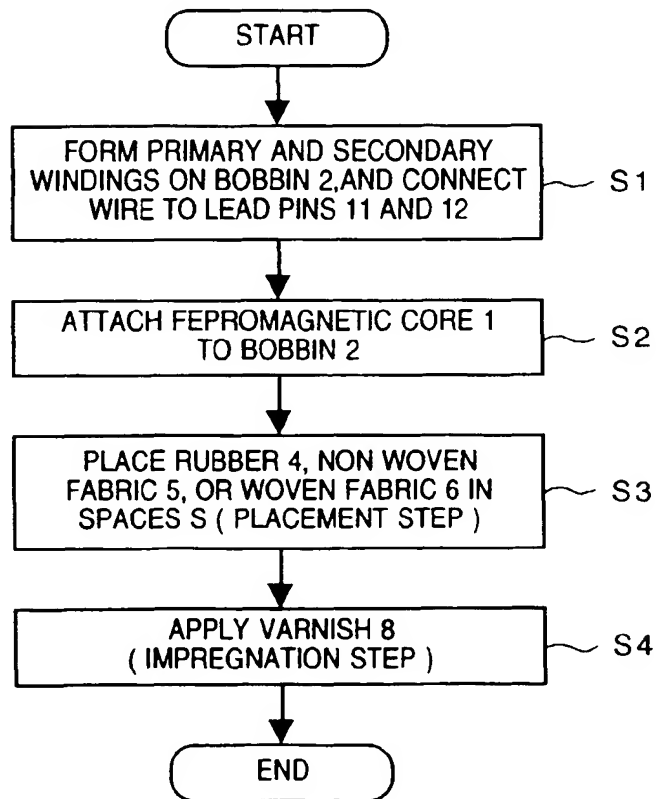 START
FORM PRIMARY AND SECONDARY
WINDINGS ON BOBBIN 2,AND CONNECT
WIRE TO LEAD PINS 11 AND 12
S1
ATTACH FEPROMAGNETIC CORE 1
TO BOBBIN 2
S2
PLACE RUBBER 4, NON WOVEN
FABRIC 5, OR WOVEN FABRIC 6 IN
SPACES S ( PLACEMENT STEP )
S3
APPLY VARNISH 8
( IMPREGNATION STEP )
S4
END